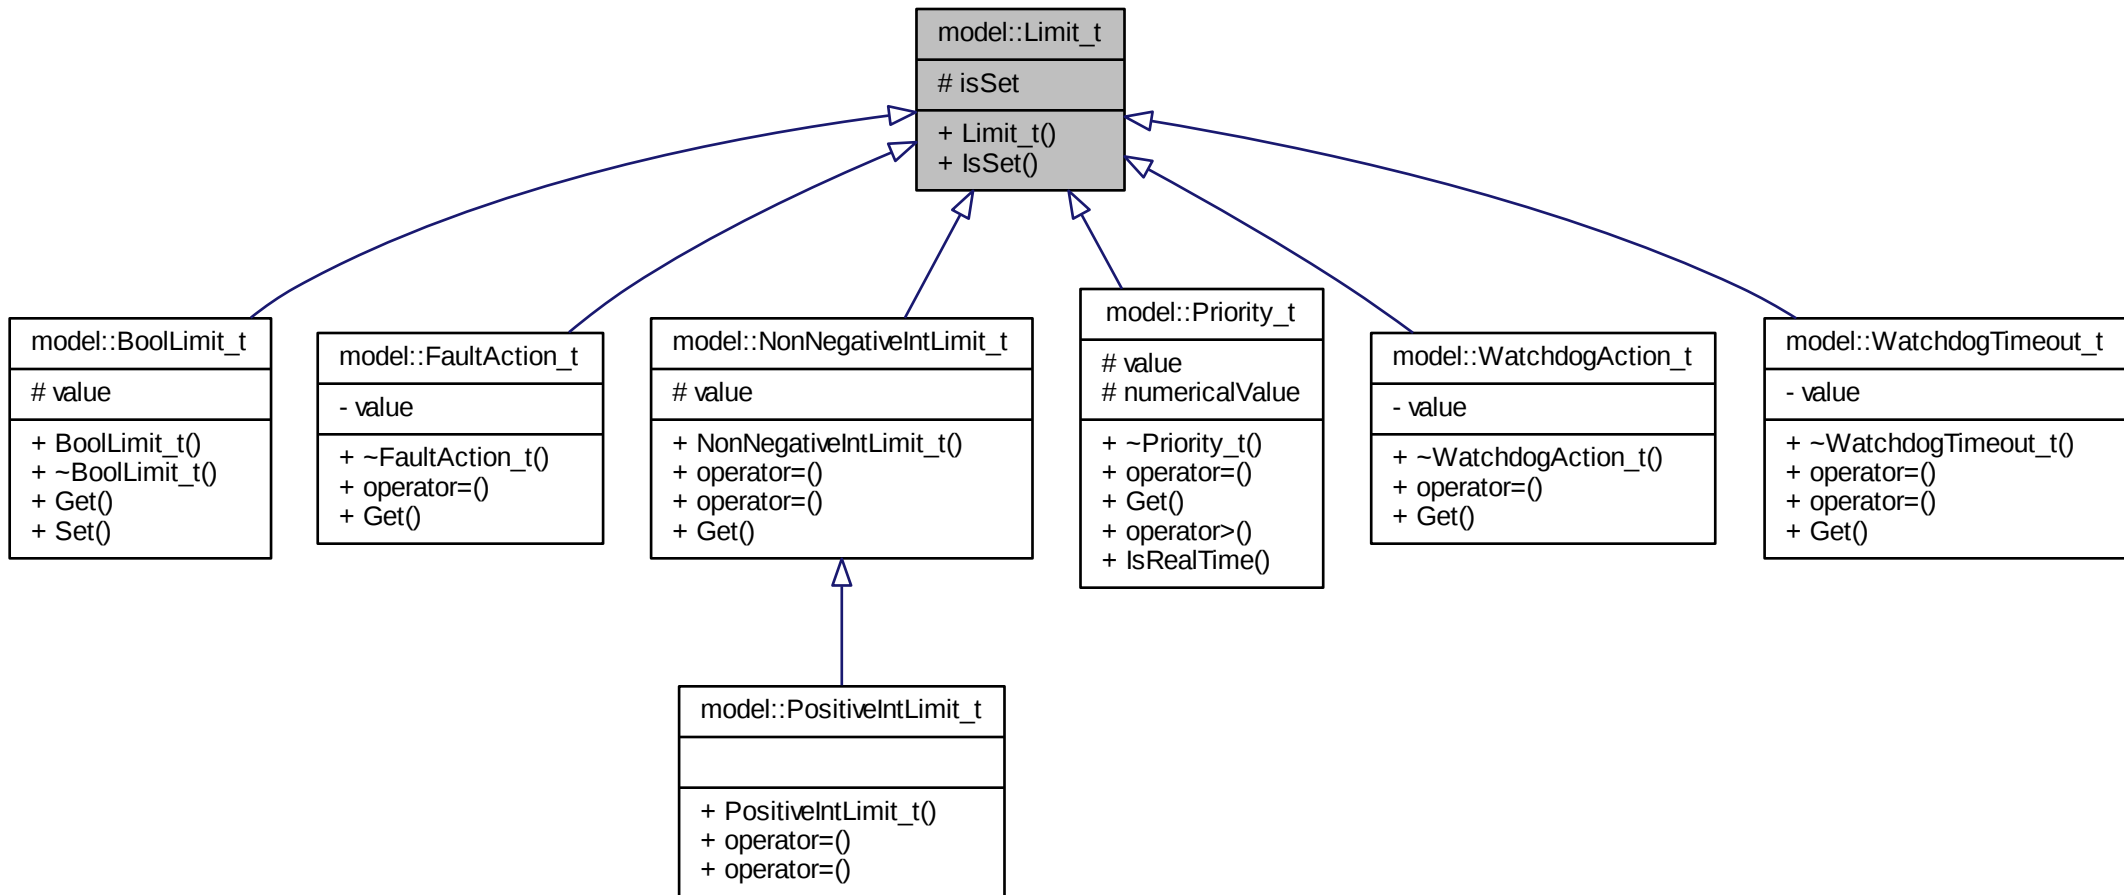 model::Limit_t
# isSet
+ Limit_t()
+ IsSet()
model::BoolLimit_t
# value
+ BoolLimit_t()
+ ~BoolLimit_t()
+ Get()
+ Set()
model::FaultAction_t
- value
+ ~FaultAction_t()
+ operator=()
+ Get()
model::NonNegativeIntLimit_t
# value
+ NonNegativeIntLimit_t()
+ operator=()
+ operator=()
+ Get()
model::Priority_t
# value
# numericalValue
+ ~Priority_t()
+ operator=()
+ Get()
+ operator>()
+ IsRealTime()
model::WatchdogAction_t
- value
+ ~WatchdogAction_t()
+ operator=()
+ Get()
model::WatchdogTimeout_t
- value
+ ~WatchdogTimeout_t()
+ operator=()
+ operator=()
+ Get()
model::PositiveIntLimit_t
+ PositiveIntLimit_t()
+ operator=()
+ operator=()